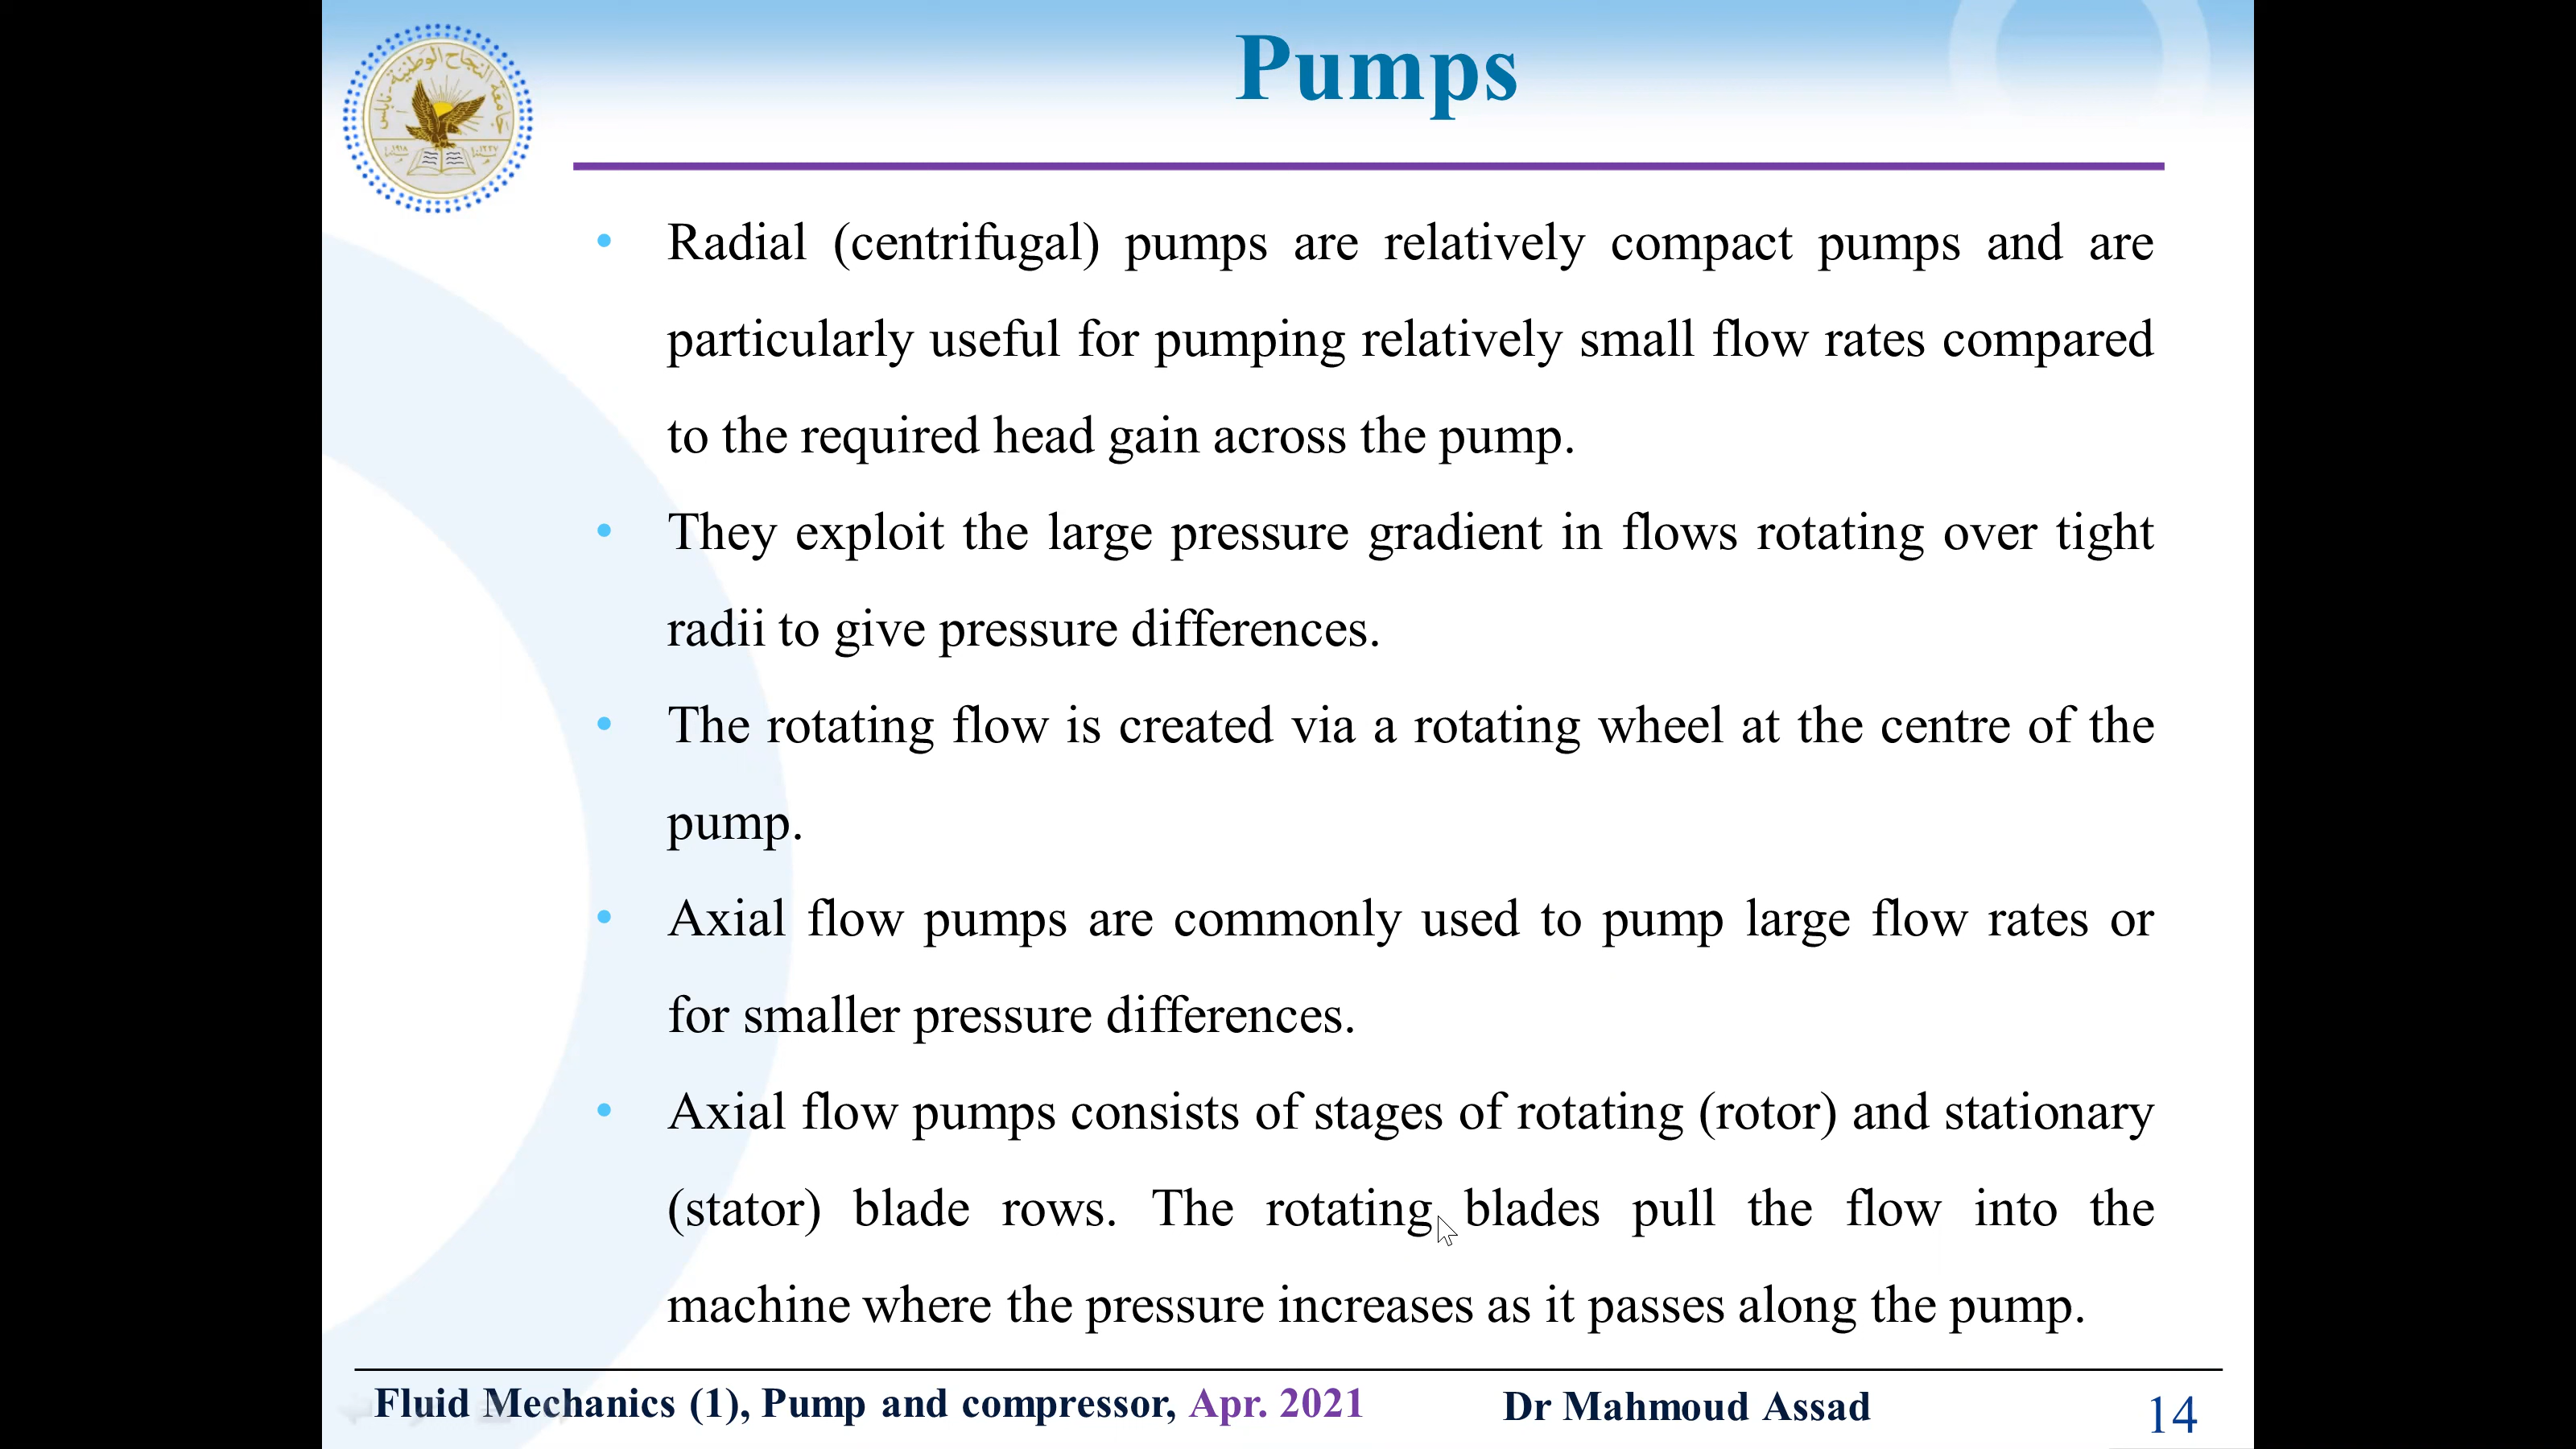 Pumps
جامعة النجاح الوطنية - نابلس
• Radial (centrifugal) pumps are relatively compact pumps and are
particularly useful for pumping relatively small flow rates compared
to the required head gain across the pump.
• They exploit the large pressure gradient in flows rotating over tight
radii to give pressure differences.
• The rotating flow is created via a rotating wheel at the centre of the
pump.
• Axial flow pumps are commonly used to pump large flow rates or
for smaller pressure differences.
• Axial flow pumps consists of stages of rotating (rotor) and stationary
(stator) blade rows. The rotating blades pull the flow into the
machine where the pressure increases as it passes along the pump.
Fluid Mechanics (1), Pump and compressor, Apr. 2021 Dr Mahmoud Assad 14